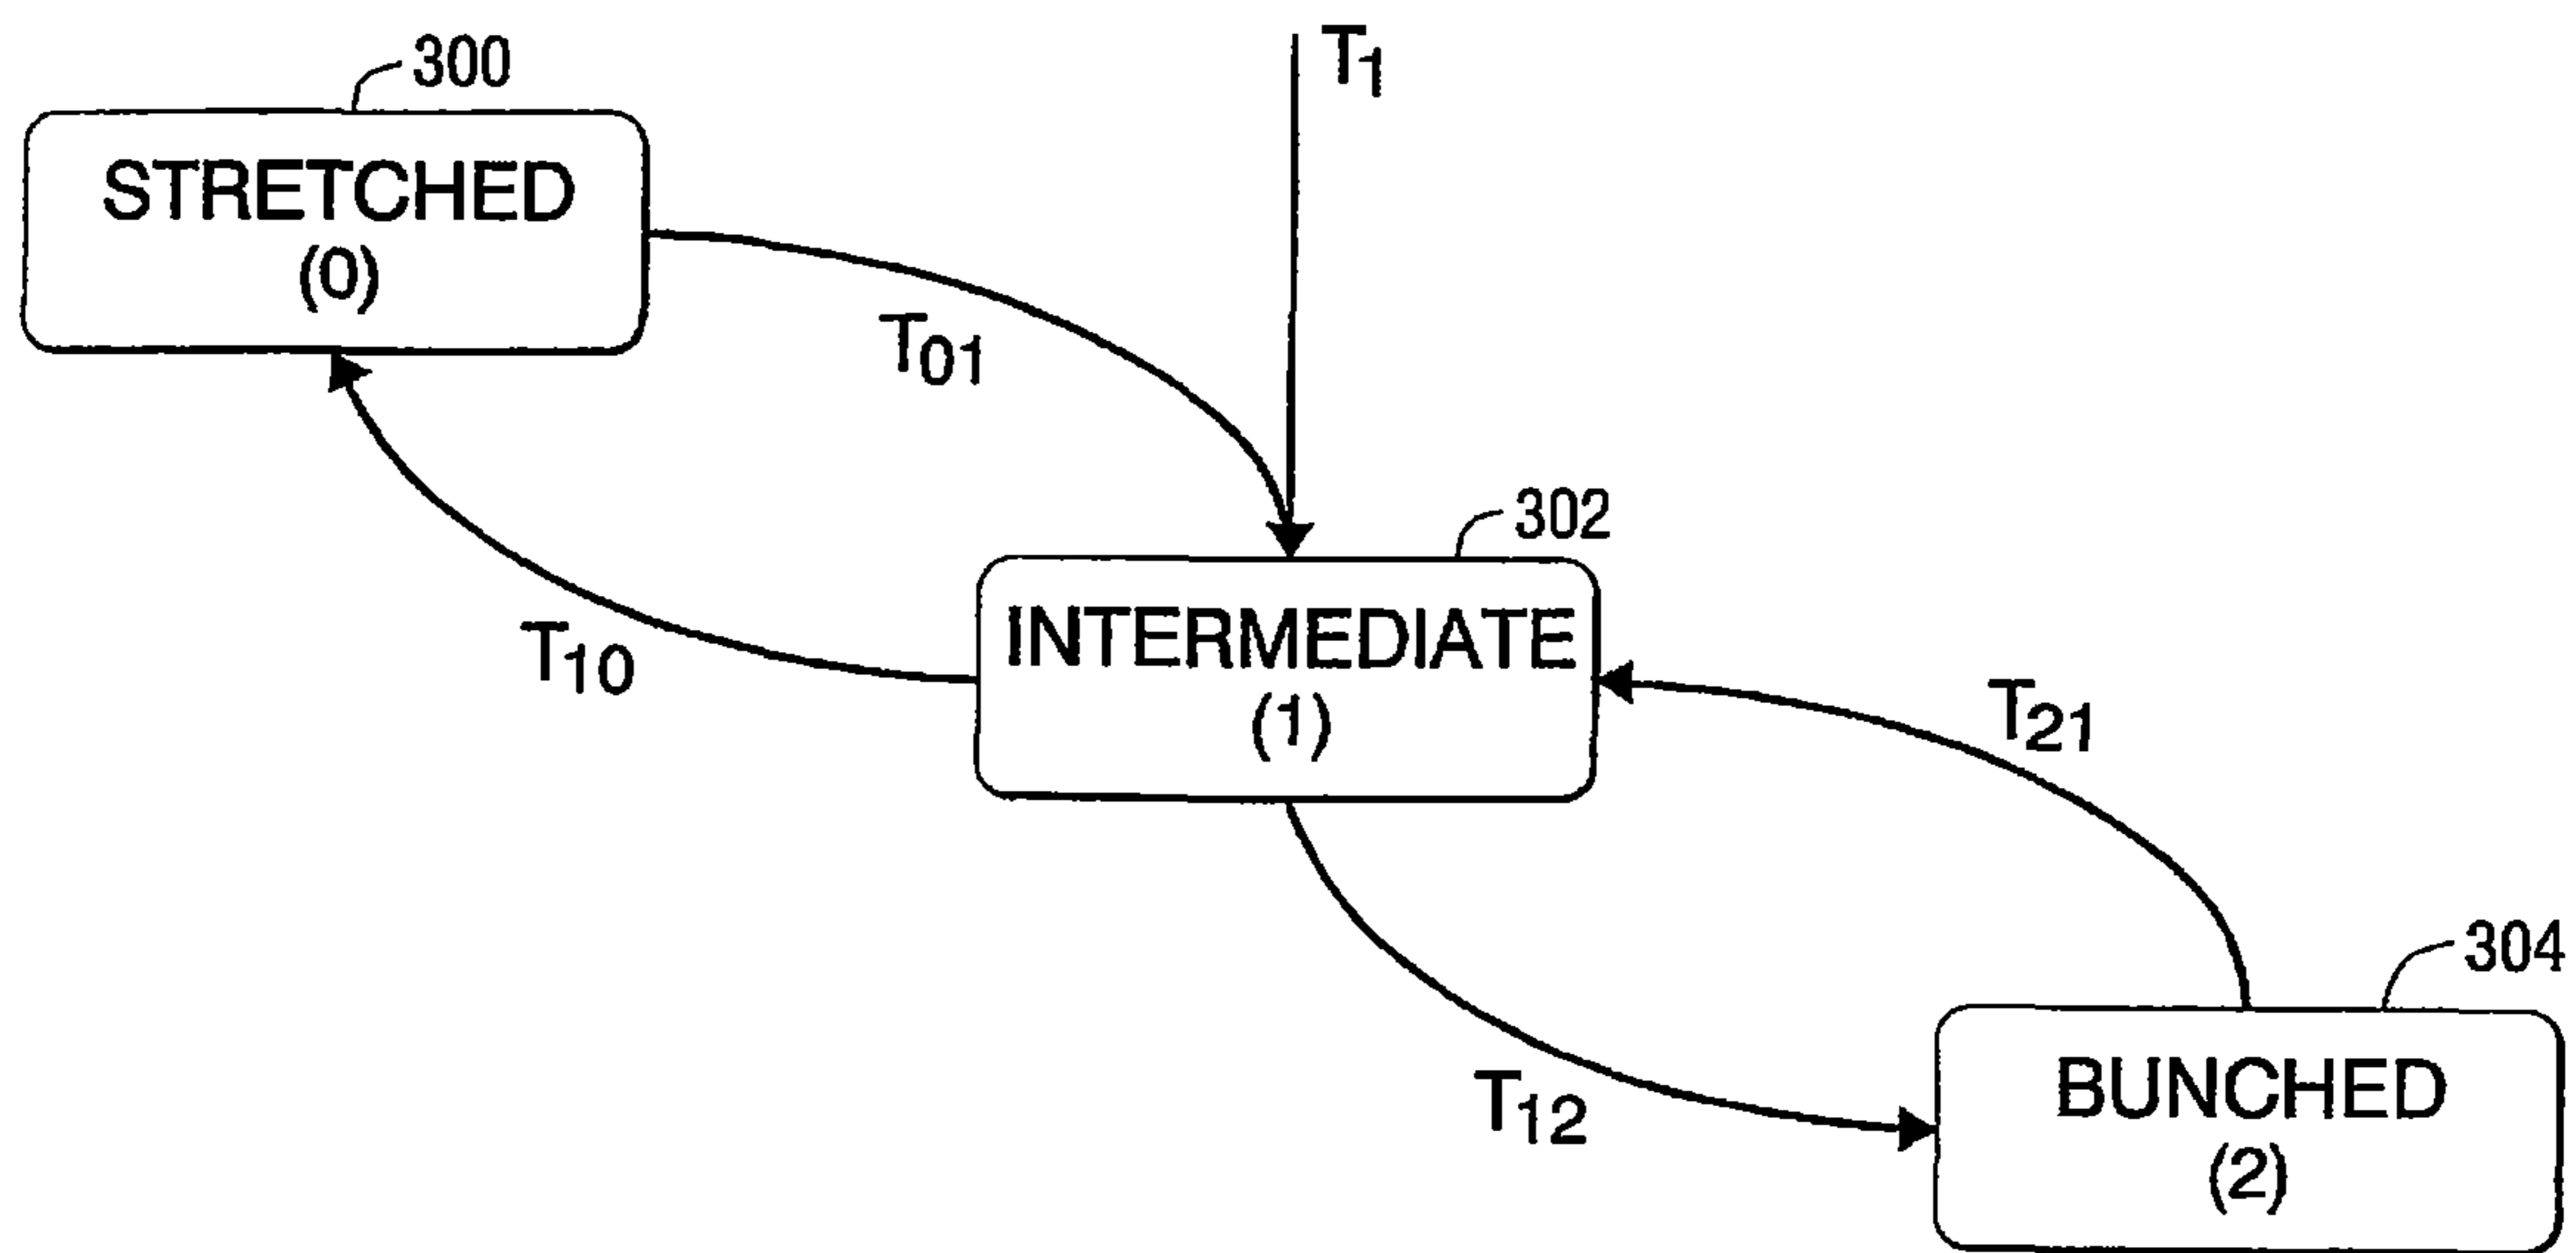 300
T1
STRETCHED
(0)
T01
302
T10
INTERMEDIATE
(1)
T21
304
T12
BUNCHED
(2)